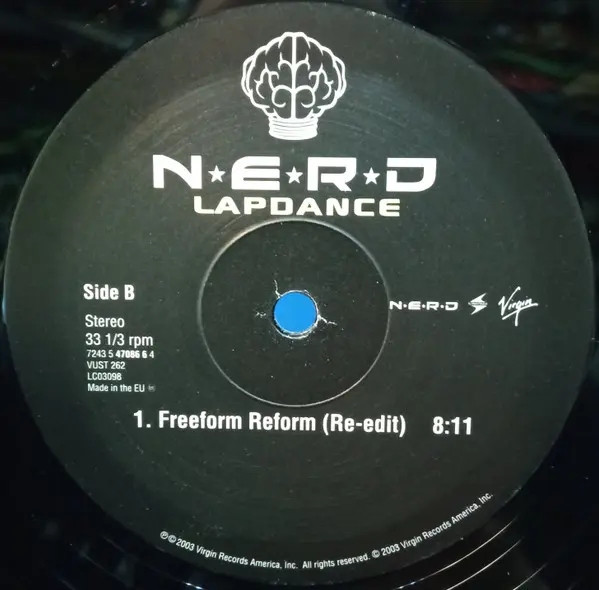 N★E★R★D
LAPDANCE
Side B
N★E★R★D Virgin
Stereo
33 1/3 rpm
7243 5 47086 6 4
VUST 262
LC03098
Made in the EU
1. Freeform Reform (Re-edit) 8:11
℗© 2003 Virgin Records America, Inc. All rights reserved. © 2003 Virgin Records America, Inc.